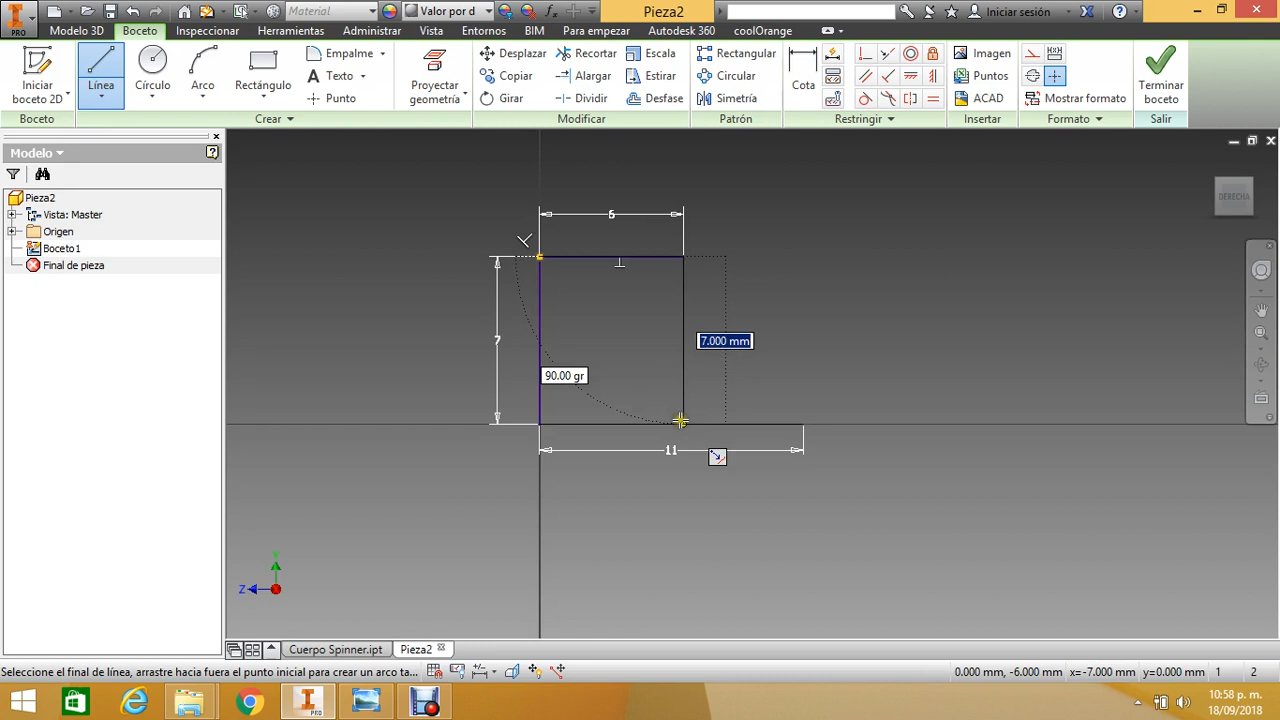 Material
Valor por d
Pieza2
Iniciar sesión
PRO
Modelo 3D
Boceto
Inspeccionar
Herramientas
Administrar
Vista
Entornos
BIM
Para empezar
Autodesk 360
coolOrange
Iniciar
boceto 2D
Línea
Círculo
Arco
Rectángulo
Empalme
Texto
Punto
Proyectar
geometría
Desplazar
Copiar
Girar
Recortar
Alargar
Dividir
Escala
Estirar
Desfase
Rectangular
Circular
Simetría
Cota
Imagen
Puntos
ACAD
Mostrar formato
Terminar
boceto
Boceto
Crear
Modificar
Patrón
Restringir
Insertar
Formato
Salir
Modelo
Pieza2
Vista: Master
Origen
Boceto1
Final de pieza
DERECHA
6
7
7.000 mm
90.00 gr
11
Y
Z
Cuerpo Spinner.ipt
Pieza2
Seleccione el final de línea, arrastre hacia fuera el punto inicial para crear un arco ta...
0.000 mm, -6.000 mm
x=-7.000 mm
y=0.000 mm
1
2
PRO
10:58 p. m.
18/09/2018